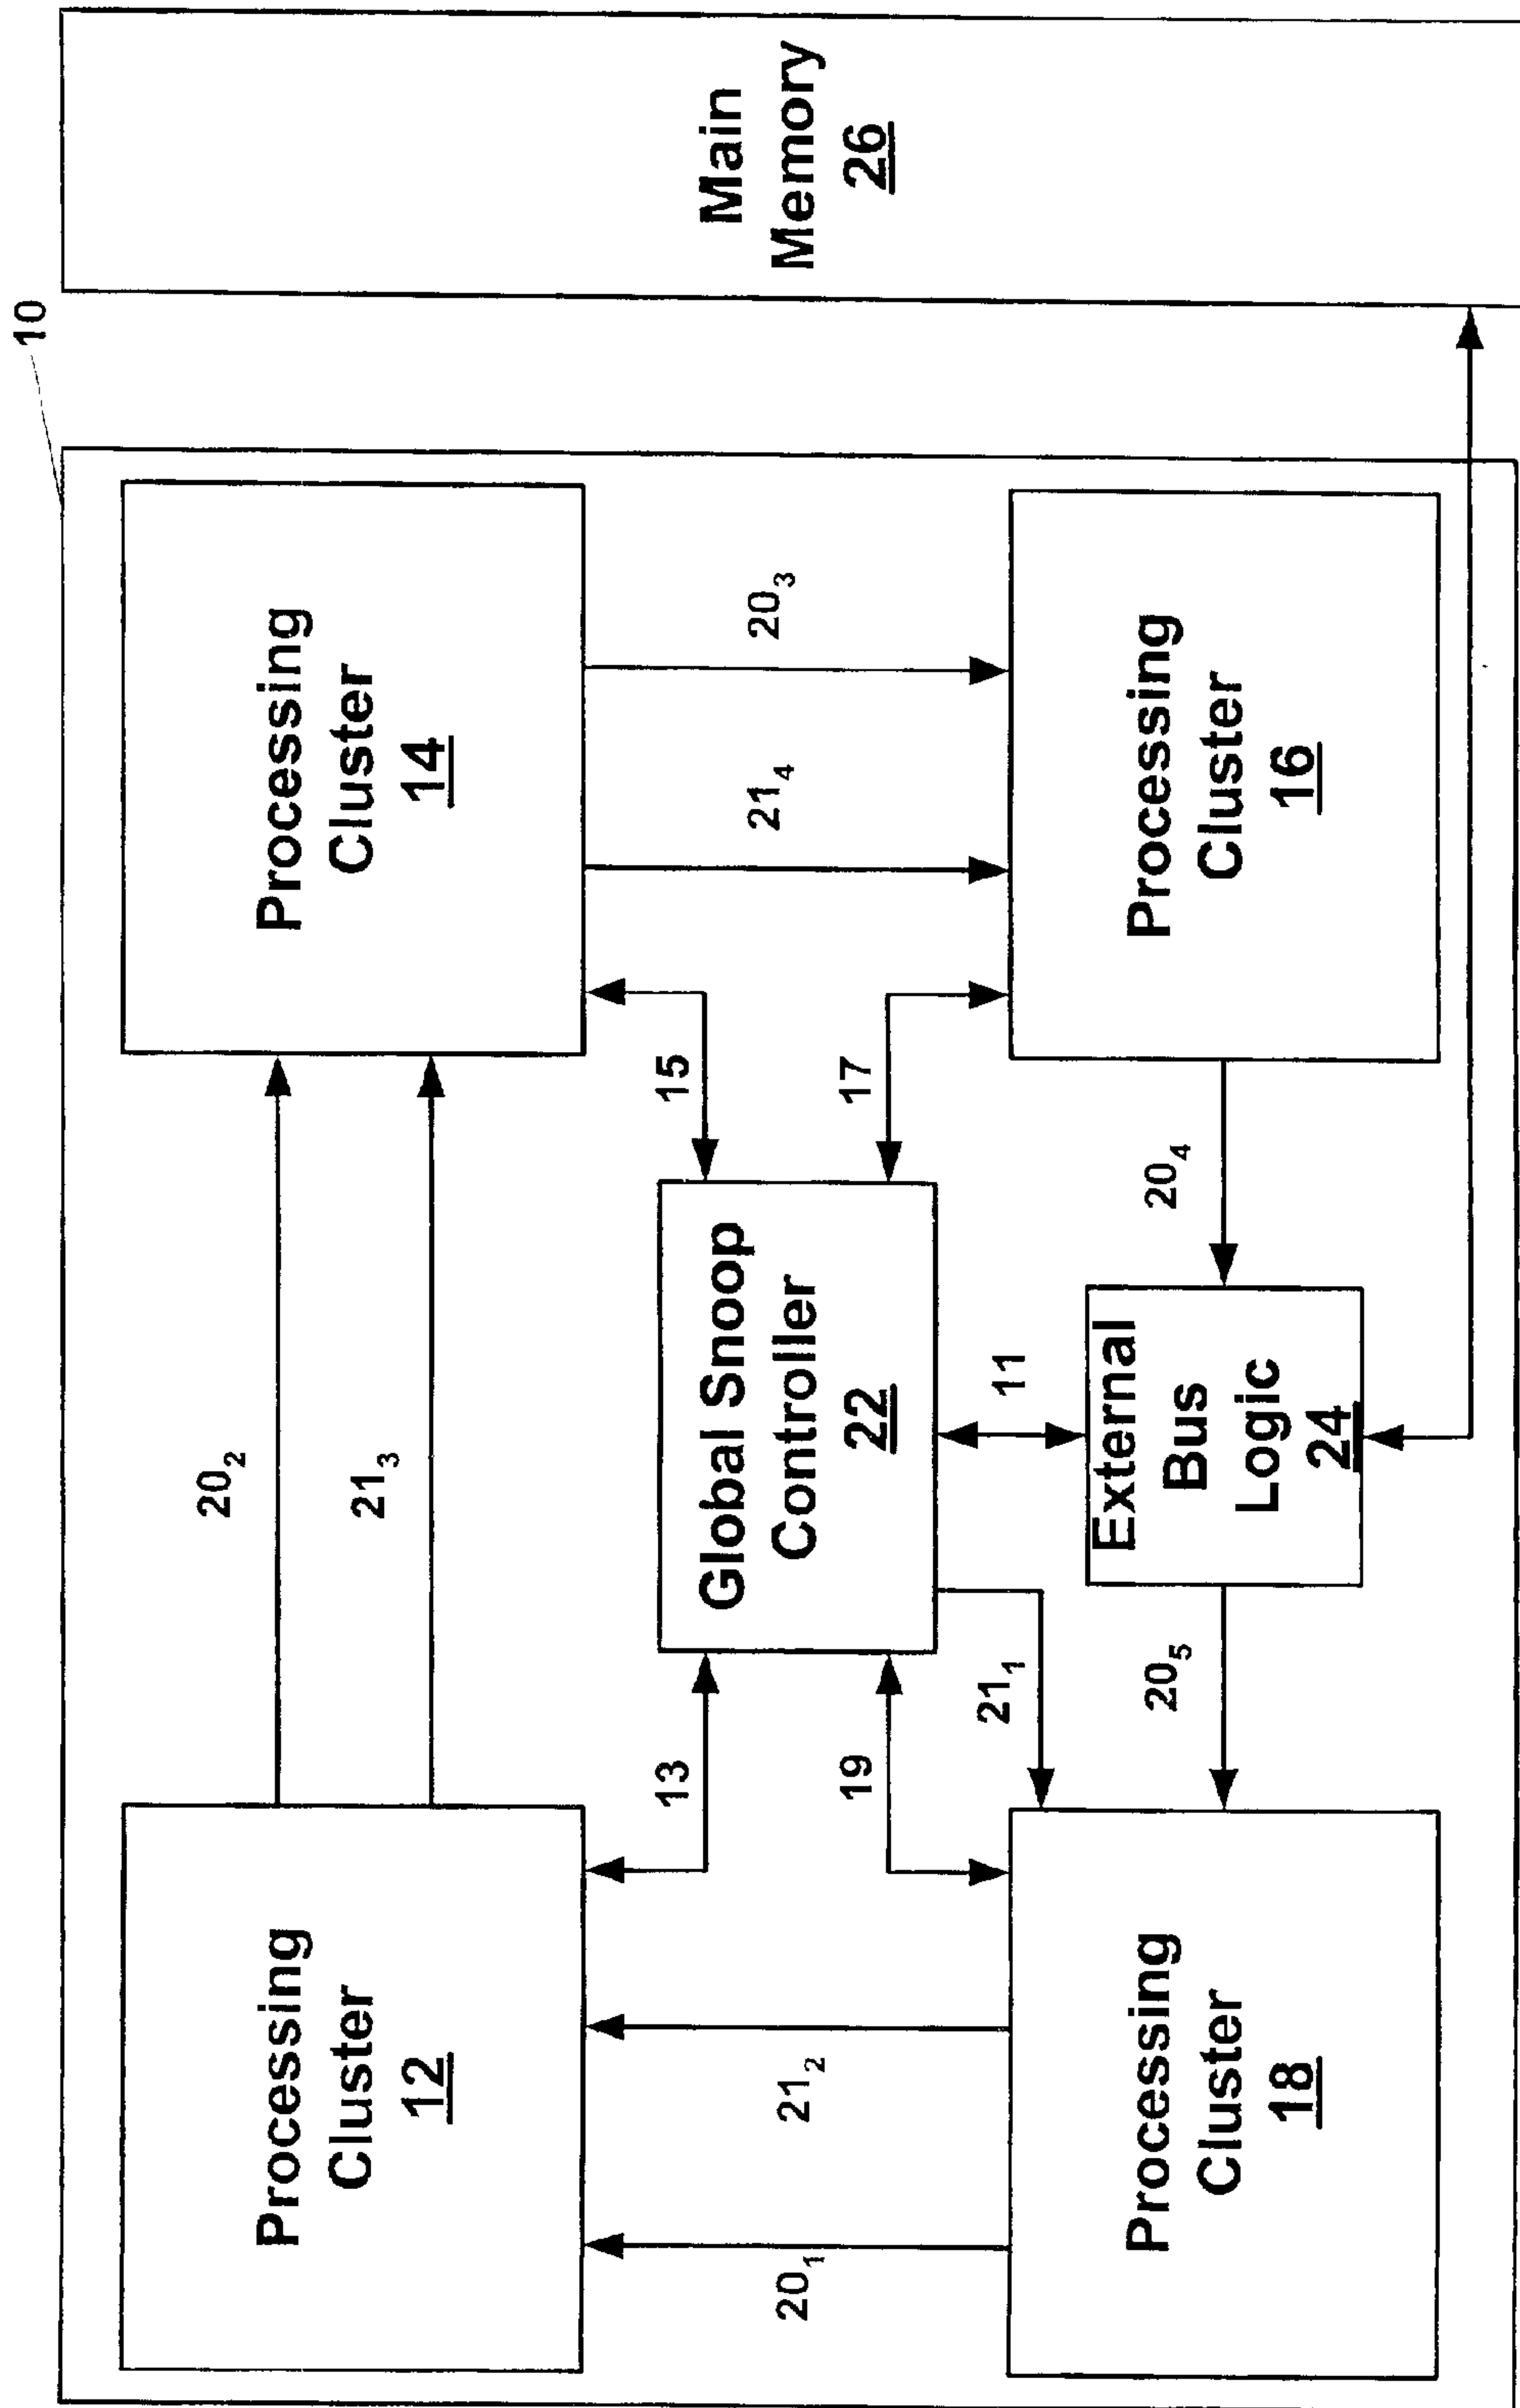 10
Processing
Cluster
12
20₂
21₃
Processing
Cluster
14
13
15
20₁
21₂
Global Snoop
Controller
22
21₄
20₃
19
17
21₁
11
Processing
Cluster
18
20₅
External
Bus
Logic
24
20₄
Processing
Cluster
16
Main
Memory
26